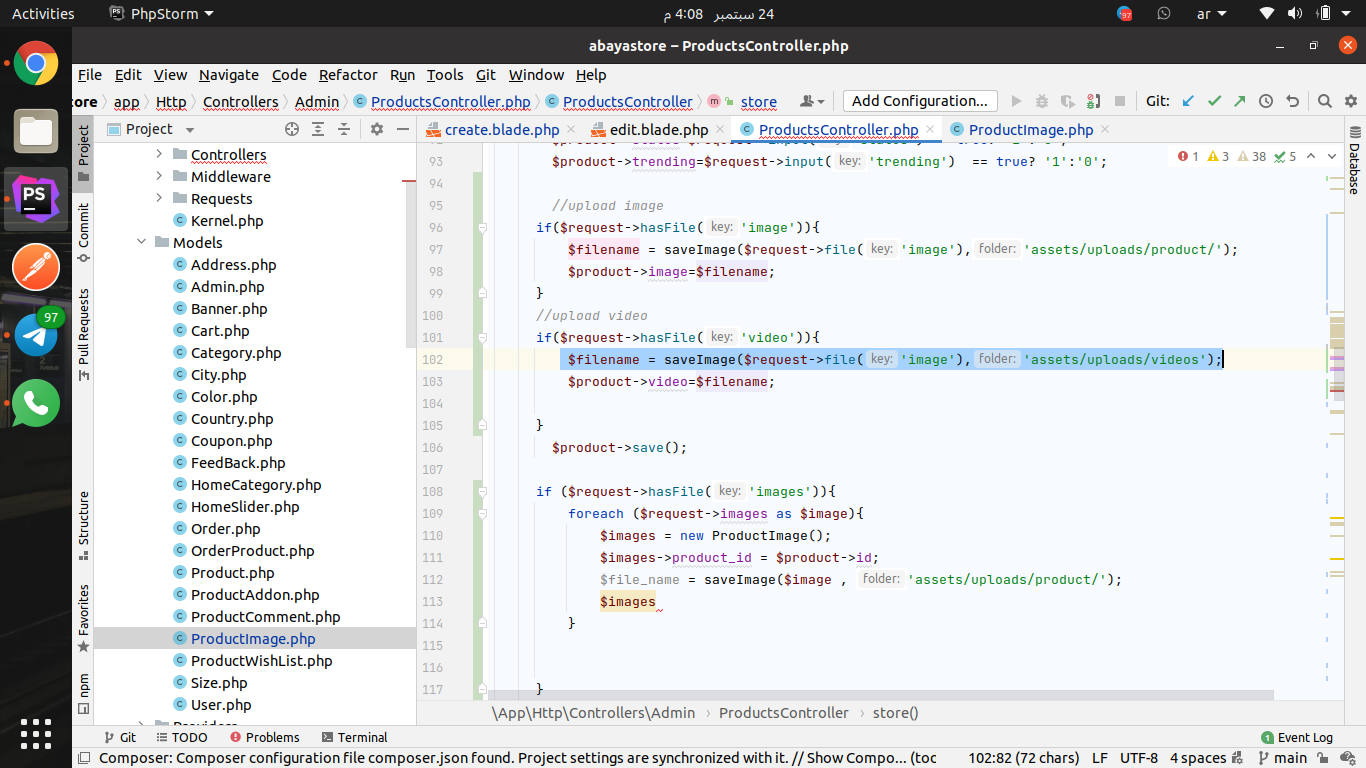 Activities PhpStorm 24 سبتمبر 4:08 م 97 ar
abayastore – ProductsController.php
File Edit View Navigate Code Refactor Run Tools Git Window Help
ore app Http Controllers Admin ProductsController.php ProductsController store Add Configuration... Git:
Project create.blade.php edit.blade.php ProductsController.php ProductImage.php
Controllers
Middleware
Requests
Kernel.php
Models
Address.php
Admin.php
Banner.php
Cart.php
Category.php
City.php
Color.php
Country.php
Coupon.php
FeedBack.php
HomeCategory.php
HomeSlider.php
Order.php
OrderProduct.php
Product.php
ProductAddon.php
ProductComment.php
ProductImage.php
ProductWishList.php
Size.php
User.php
Providers
Project
Commit
Pull Requests
Structure
Favorites
npm
PS
97
1 3 38 5
93 $product->trending=$request->input( key: 'trending') == true? '1':'0';
94
95 //upload image
96 if($request->hasFile( key: 'image')){
97 $filename = saveImage($request->file( key: 'image'), folder: 'assets/uploads/product/');
98 $product->image=$filename;
99 }
100 //upload video
101 if($request->hasFile( key: 'video')){
102 $filename = saveImage($request->file( key: 'image'), folder: 'assets/uploads/videos');
103 $product->video=$filename;
104
105 }
106 $product->save();
107
108 if ($request->hasFile( key: 'images')){
109 foreach ($request->images as $image){
110 $images = new ProductImage();
111 $images->product_id = $product->id;
112 $file_name = saveImage($image , folder: 'assets/uploads/product/');
113 $images
114 }
115
116
117 }
Database
\App\Http\Controllers\Admin ProductsController store()
Git TODO Problems Terminal 1 Event Log
Composer: Composer configuration file composer.json found. Project settings are synchronized with it. // Show Compo... (toc 102:82 (72 chars) LF UTF-8 4 spaces main